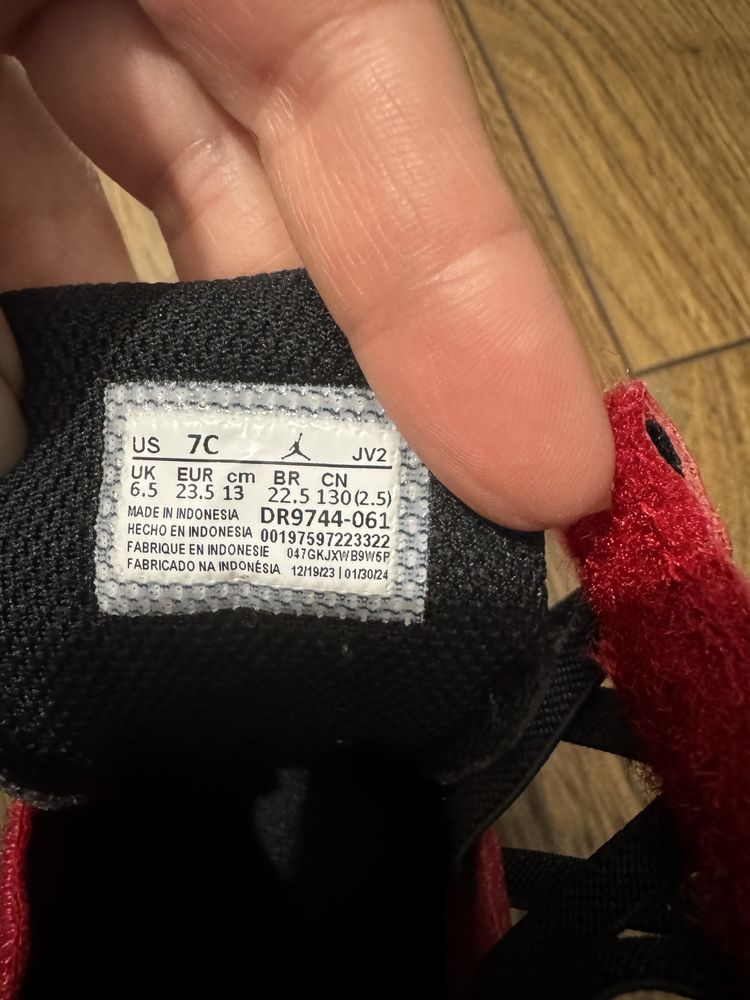 US 7C JV2
UK EUR cm BR CN
6.5 23.5 13 22.5 130(2.5)
MADE IN INDONESIA DR9744-061
HECHO EN INDONESIA 00197597223322
FABRIQUE EN INDONESIE 047GKJXWB9W5P
FABRICADO NA INDONÉSIA 12/19/23 | 01/30/24